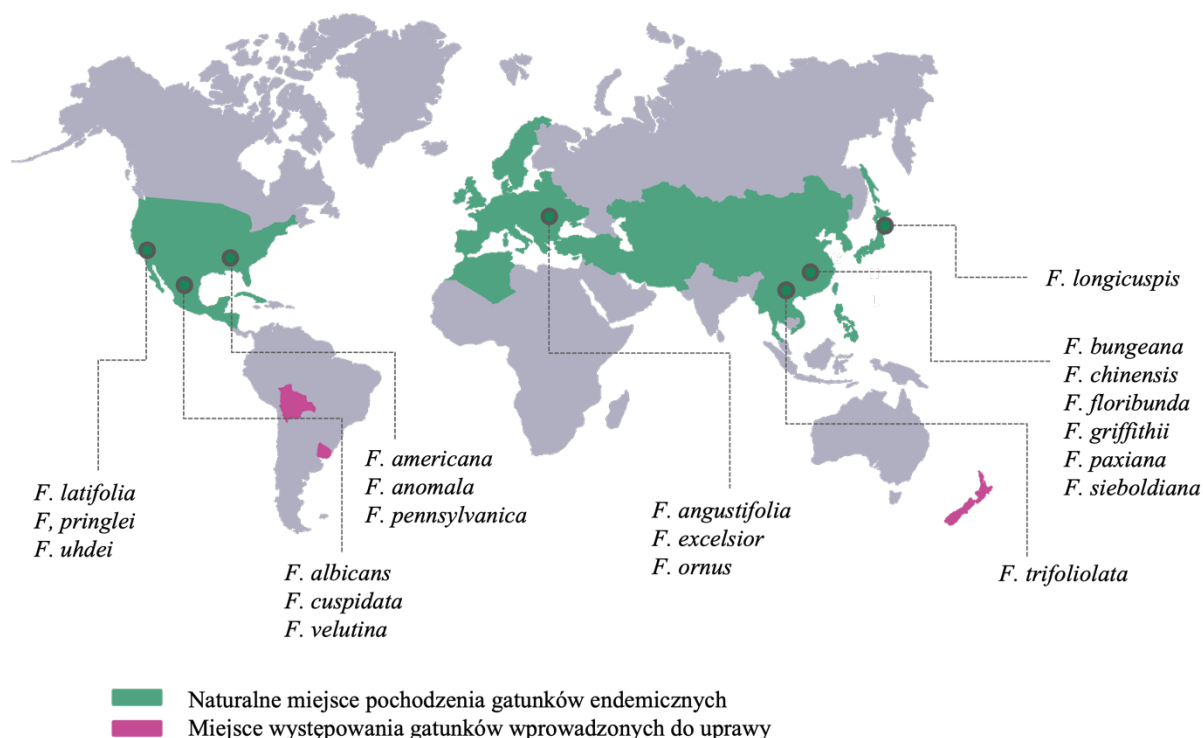 F. longicuspis
F. bungeana
F. chinensis
F. floribunda
F. griffithii
F. paxiana
F. sieboldiana
F. americana
F. anomala
F. pennsylvanica
F. latifolia
F, pringlei
F. uhdei
F. angustifolia
F. excelsior
F. ornus
F. trifoliolata
F. albicans
F. cuspidata
F. velutina
Naturalne miejsce pochodzenia gatunków endemicznych
Miejsce występowania gatunków wprowadzonych do uprawy